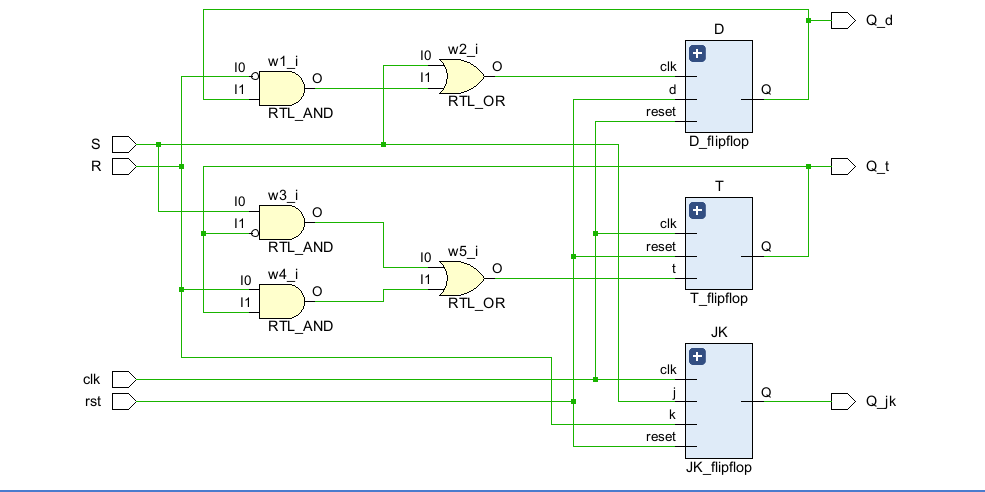 D
Q_d
w1_i
w2_i
I0
I1
O
RTL_AND
I0
I1
O
RTL_OR
clk
d
reset
Q
D_flipflop
S
R
Q_t
w3_i
I0
I1
O
RTL_AND
w4_i
I0
I1
O
RTL_AND
w5_i
I0
I1
O
RTL_OR
T
clk
reset
t
Q
T_flipflop
JK
clk
rst
clk
j
k
reset
Q
Q_jk
JK_flipflop